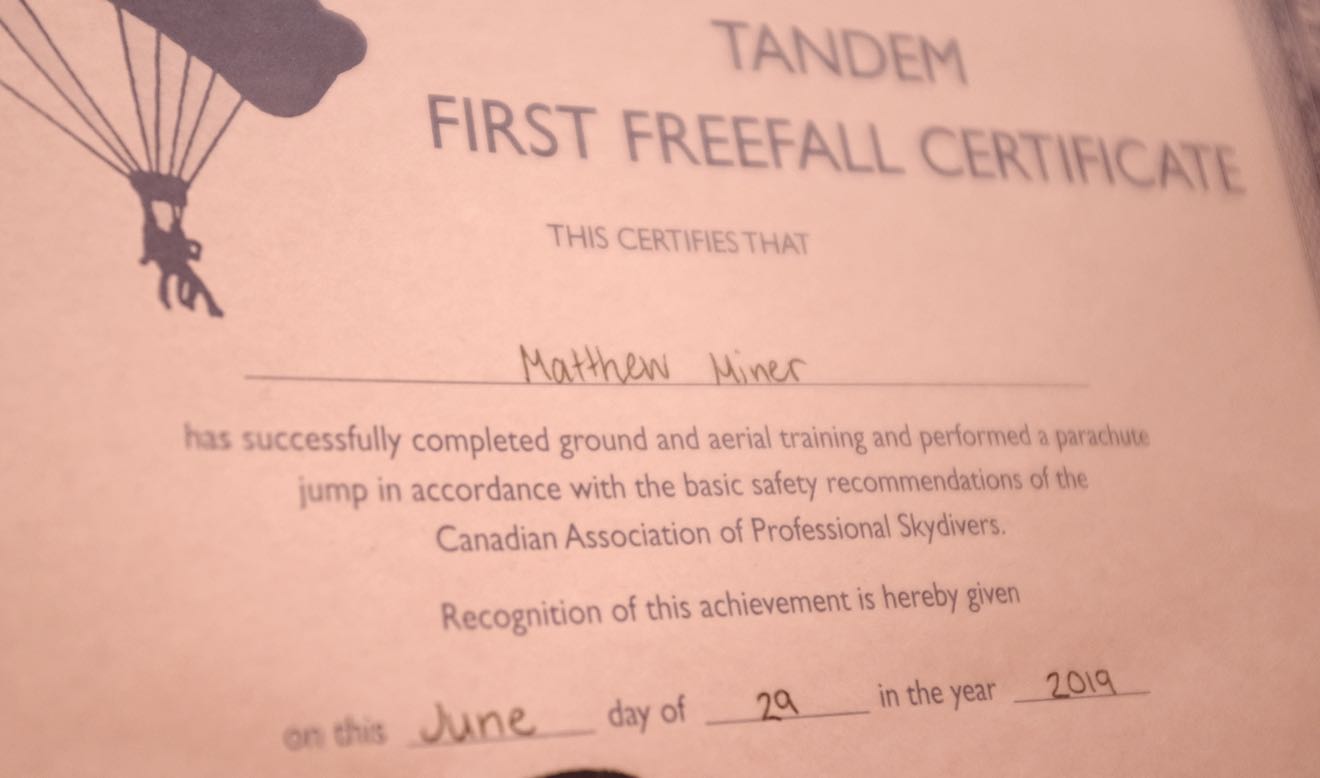 TANDEM
FIRST FREEFALL CERTIFICATE
THIS CERTIFIES THAT
Matthew Miner
has successfully completed ground and aerial training and performed a parachute
jump in accordance with the basic safety recommendations of the
Canadian Association of Professional Skydivers.
Recognition of this achievement is hereby given
on this June day of 29 in the year 2019